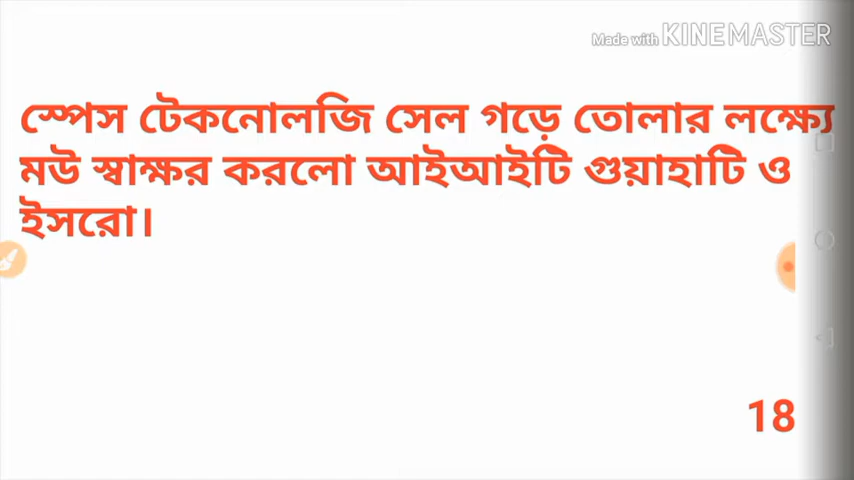 Made with KINEMASTER
স্পেস টেকনোলজি সেল গড়ে তোলার লক্ষ্যে
মউ স্বাক্ষর করলো আইআইটি গুয়াহাটি ও
ইসরো।
18